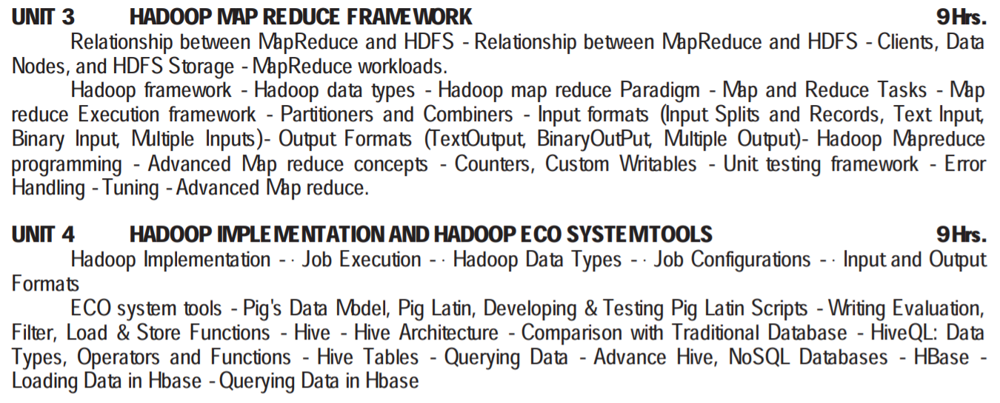 UNIT 3 HADOOP MAP REDUCE FRAMEWORK 9 Hrs.
Relationship between MapReduce and HDFS - Relationship between MapReduce and HDFS - Clients, Data
Nodes, and HDFS Storage - MapReduce workloads.
Hadoop framework - Hadoop data types - Hadoop map reduce Paradigm - Map and Reduce Tasks - Map
reduce Execution framework - Partitioners and Combiners - Input formats (Input Splits and Records, Text Input,
Binary Input, Multiple Inputs)- Output Formats (TextOutput, BinaryOutPut, Multiple Output)- Hadoop Mapreduce
programming - Advanced Map reduce concepts - Counters, Custom Writables - Unit testing framework - Error
Handling - Tuning - Advanced Map reduce.
UNIT 4 HADOOP IMPLEMENTATION AND HADOOP ECO SYSTEM TOOLS 9 Hrs.
Hadoop Implementation - · Job Execution - · Hadoop Data Types - · Job Configurations - · Input and Output
Formats
ECO system tools - Pig's Data Model, Pig Latin, Developing & Testing Pig Latin Scripts - Writing Evaluation,
Filter, Load & Store Functions - Hive - Hive Architecture - Comparison with Traditional Database - HiveQL: Data
Types, Operators and Functions - Hive Tables - Querying Data - Advance Hive, NoSQL Databases - HBase -
Loading Data in Hbase - Querying Data in Hbase